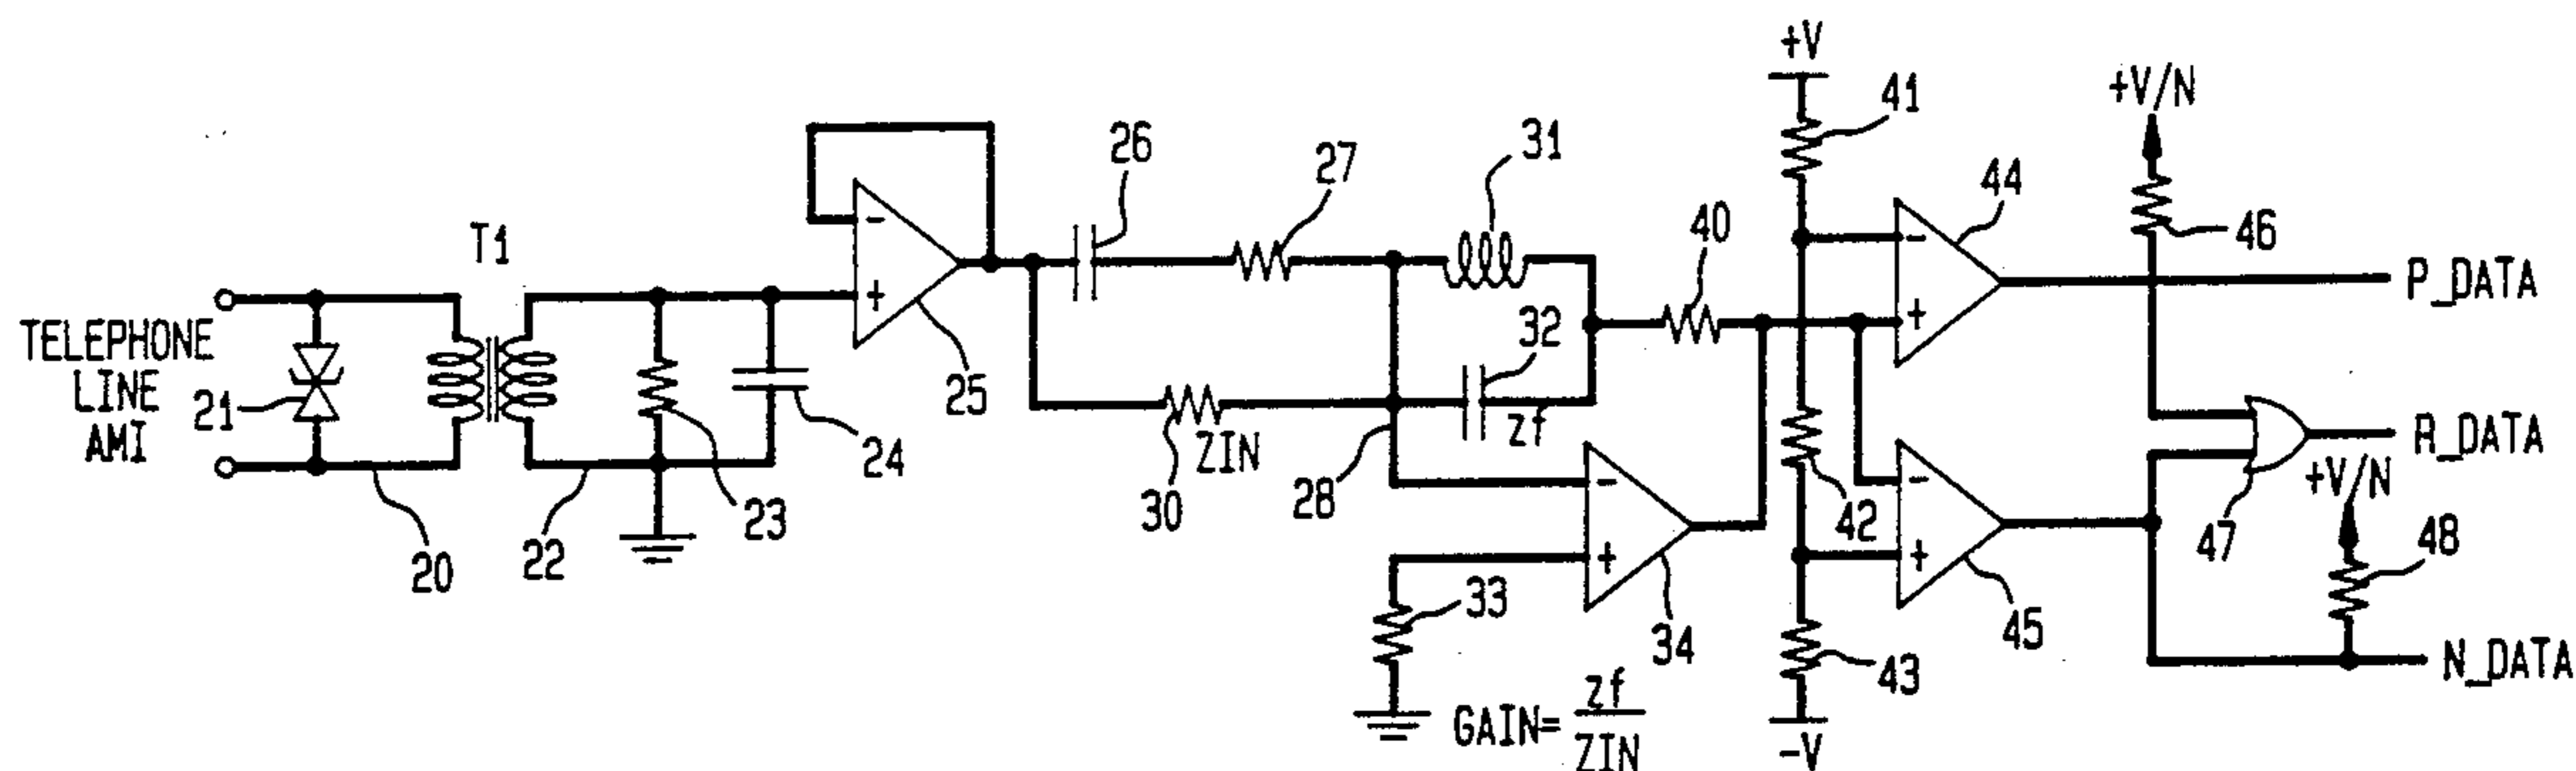 TELEPHONE
LINE
AMI
21
T1
20
22
23
24
25
26
27
28
30
ZIN
31
32
zf
33
34
GAIN= zf
ZIN
40
+V
41
42
43
-V
44
45
+V/N
46
P_DATA
R_DATA
47
+V/N
48
N_DATA